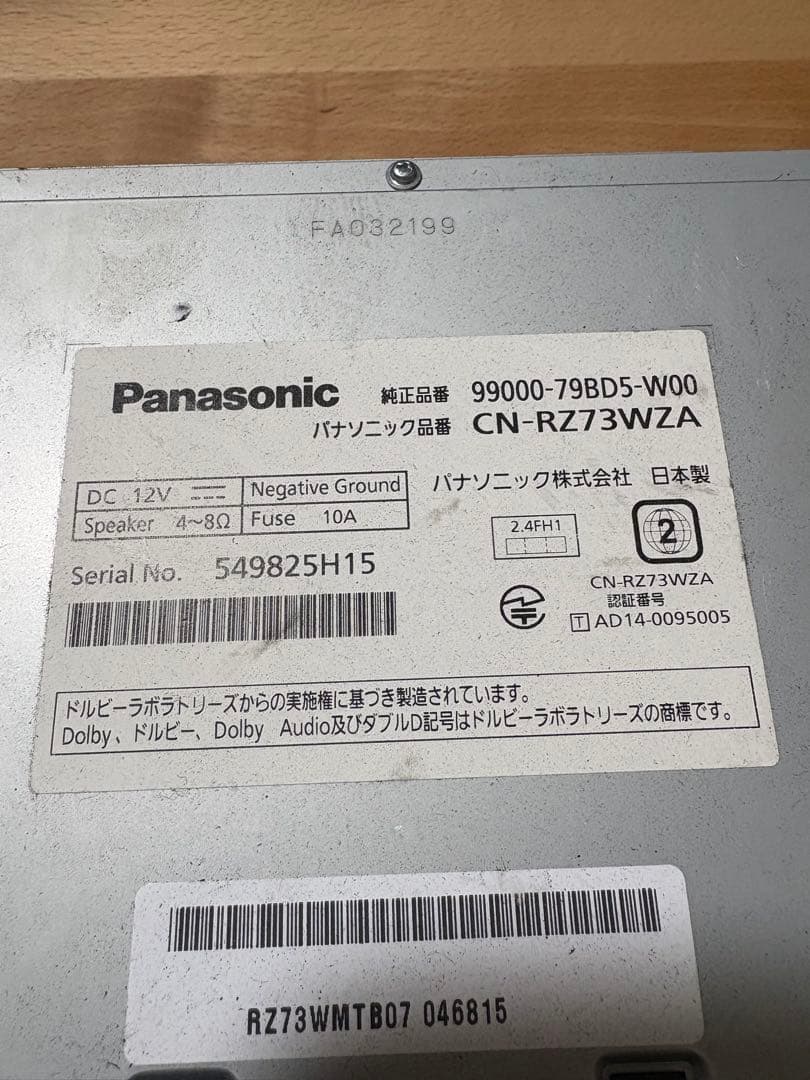 FA032199
Panasonic 純正品番 99000-79BD5-W00
パナソニック品番 CN-RZ73WZA
DC 12V Negative Ground
パナソニック株式会社 日本製
Speaker 4~8Ω Fuse 10A
2.4FH1
2
Serial No. 549825H15
CN-RZ73WZA
認証番号
T AD14-0095005
ドルビーラボラトリーズからの実施権に基づき製造されています。
Dolby、ドルビー、Dolby Audio及びダブルD記号はドルビーラボラトリーズの商標です。
RZ73WMTB07 046815